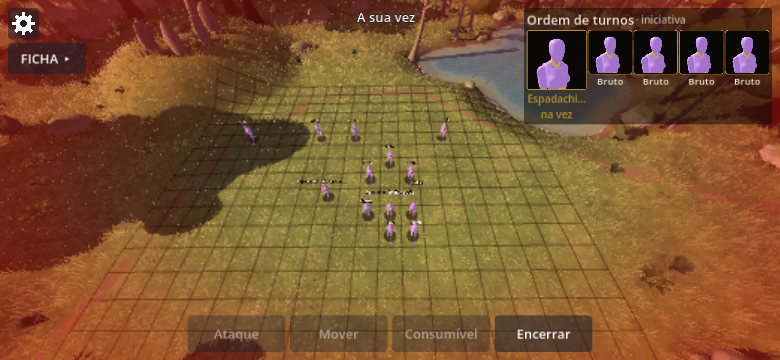 A sua vez
Ordem de turnos · iniciativa
FICHA
Bruto
Bruto
Bruto
Bruto
Espadachi...
na vez
Ataque
Mover
Consumível
Encerrar